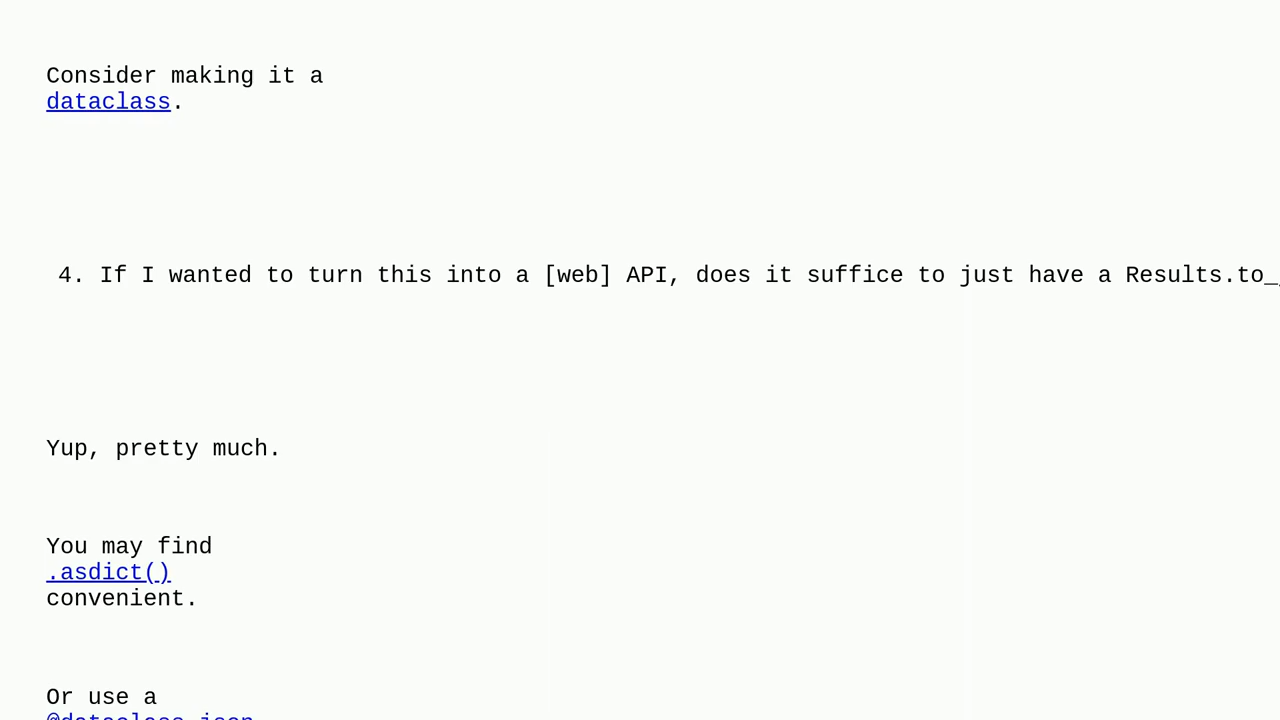 Consider making it a
dataclass.
4. If I wanted to turn this into a [web] API, does it suffice to just have a Results.to_
Yup, pretty much.
You may find
.asdict()
convenient.
Or use a
@dataclass_json